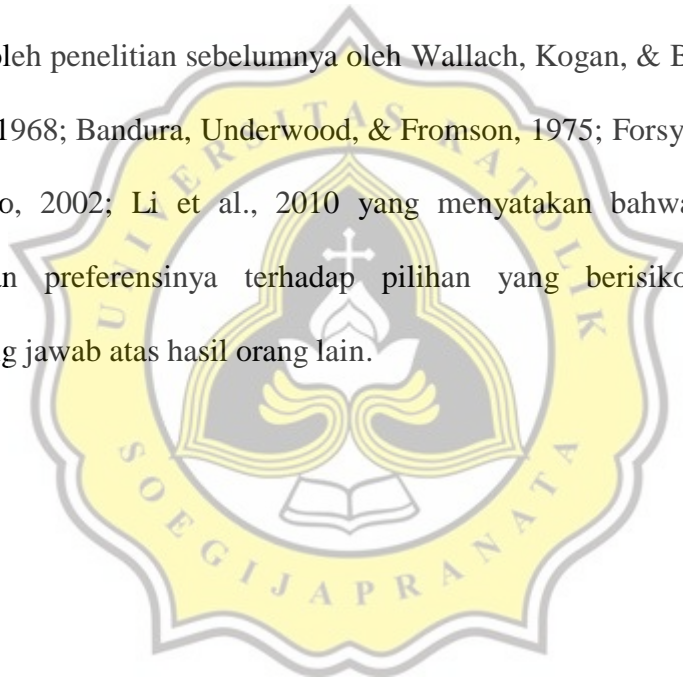 oleh penelitian sebelumnya oleh Wallach, Kogan, & B
1968; Bandura, Underwood, & Fromson, 1975; Forsy
o, 2002; Li et al., 2010 yang menyatakan bahwa
an preferensinya terhadap pilihan yang berisiko
g jawab atas hasil orang lain.
UNIVERSITAS KATOLIK
SOEGIJAPRANATA